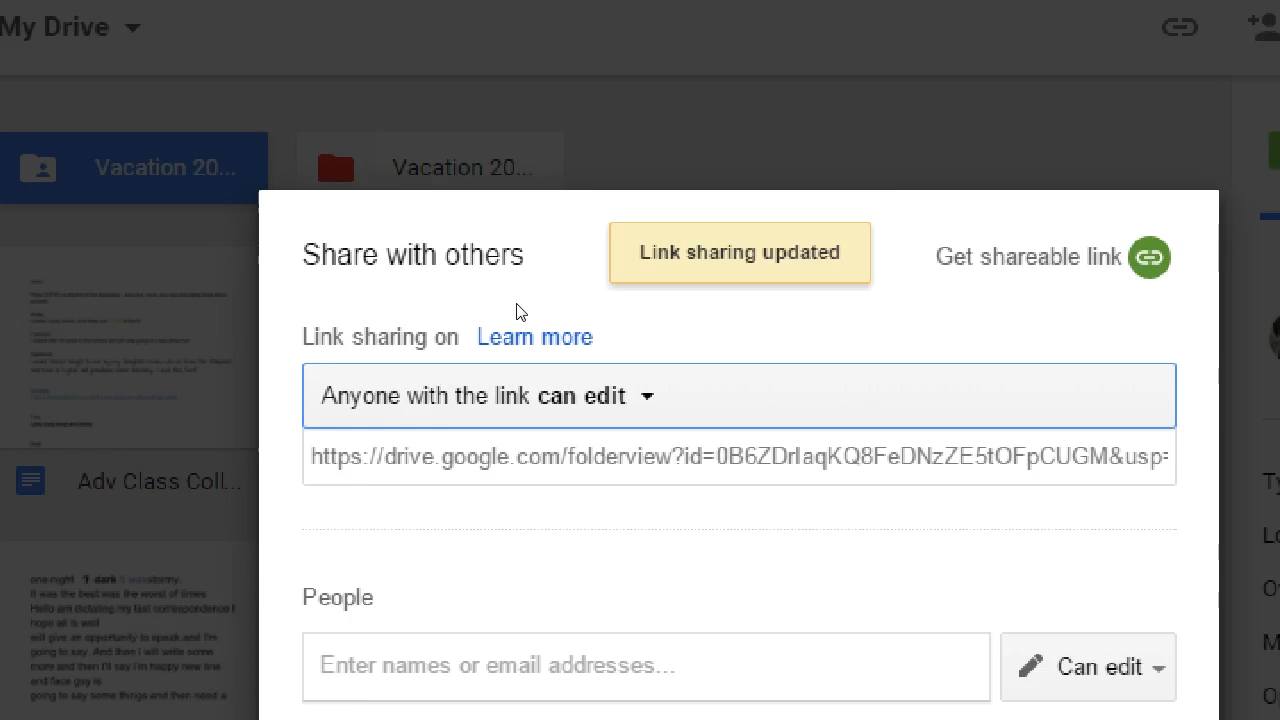 My Drive
Vacation 20...
Vacation 20...
Share with others
Link sharing updated
Get shareable link
Link sharing on Learn more
Anyone with the link can edit
https://drive.google.com/folderview?id=0B6ZDrlaqKQ8FeDNzZE5tOFpCUGM&usp=
Adv Class Coll...
People
Enter names or email addresses...
Can edit
one night
It was the best was the worst of times
Hello am dictating my last correspondence I
hope all is well
will give an opportunity to speak and I'm
going to say. And then I will write some
more and then I'll say I'm happy new line
and face guy is
going to say some things and then need a